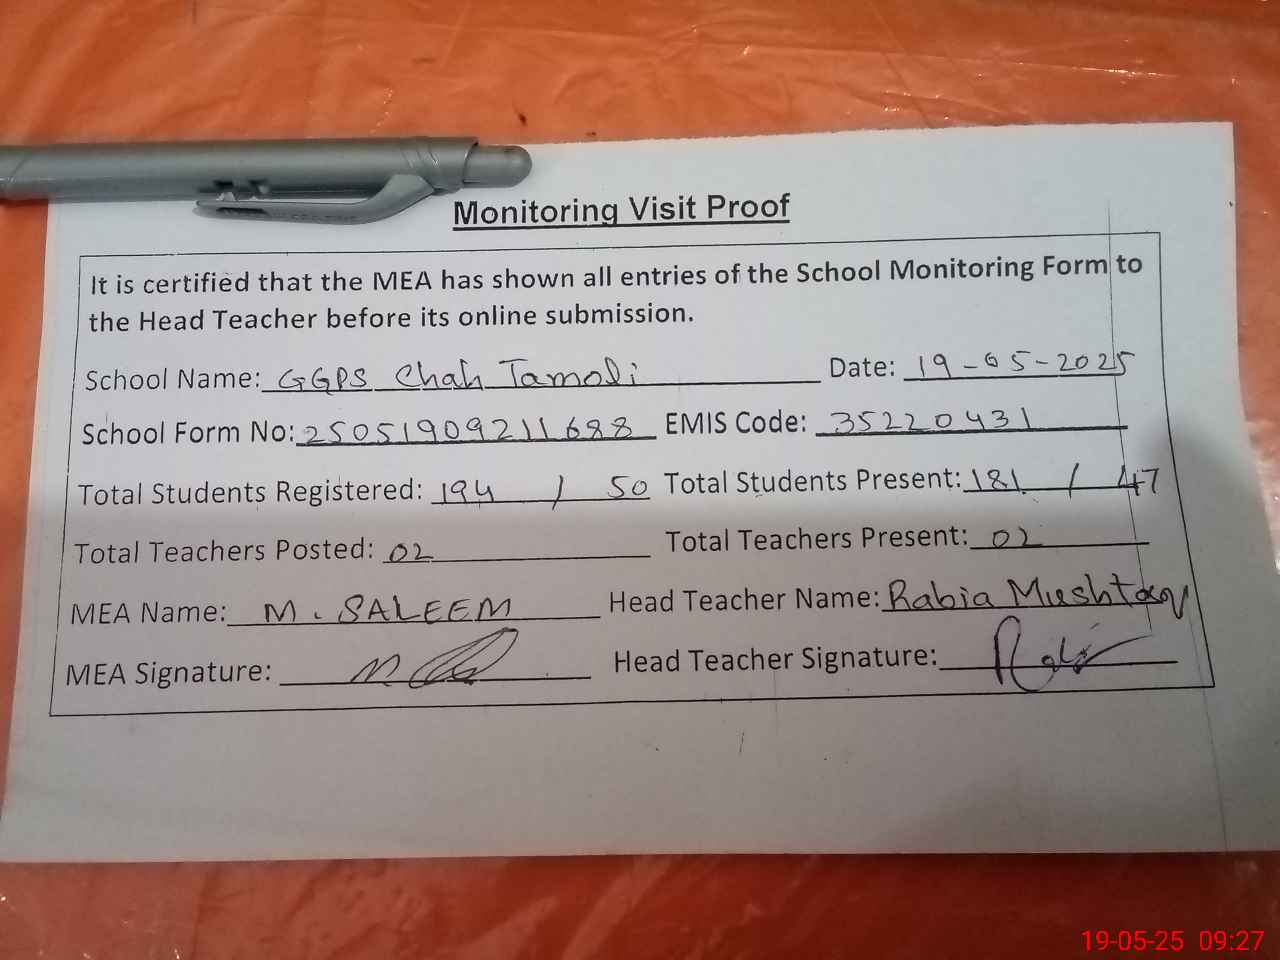 Monitoring Visit Proof
It is certified that the MEA has shown all entries of the School Monitoring Form to
the Head Teacher before its online submission.
School Name: GGPS Chah Tamoli Date: 19-05-2025
School Form No: 25051909211688 EMIS Code: 35220431
Total Students Registered: 194 / 50 Total Students Present: 181 / 47
Total Teachers Posted: 02 Total Teachers Present: 02
MEA Name: M. SALEEM Head Teacher Name: Rabia Mushtaq
MEA Signature: Head Teacher Signature:
19-05-25 09:27